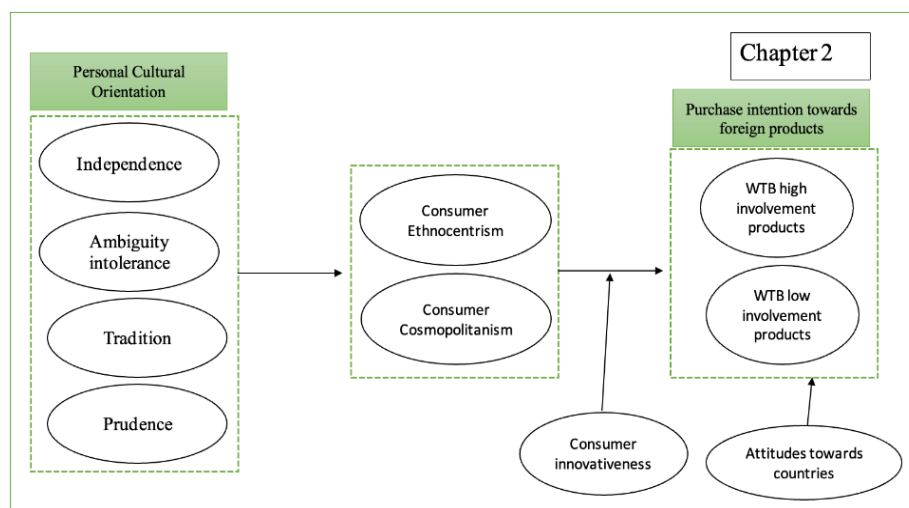 Chapter 2
Personal Cultural
Orientation
Independence
Ambiguity
intolerance
Tradition
Prudence
Consumer
Ethnocentrism
Consumer
Cosmopolitanism
Purchase intention towards
foreign products
WTB high
involvement
products
WTB low
involvement
products
Consumer
innovativeness
Attitudes towards
countries